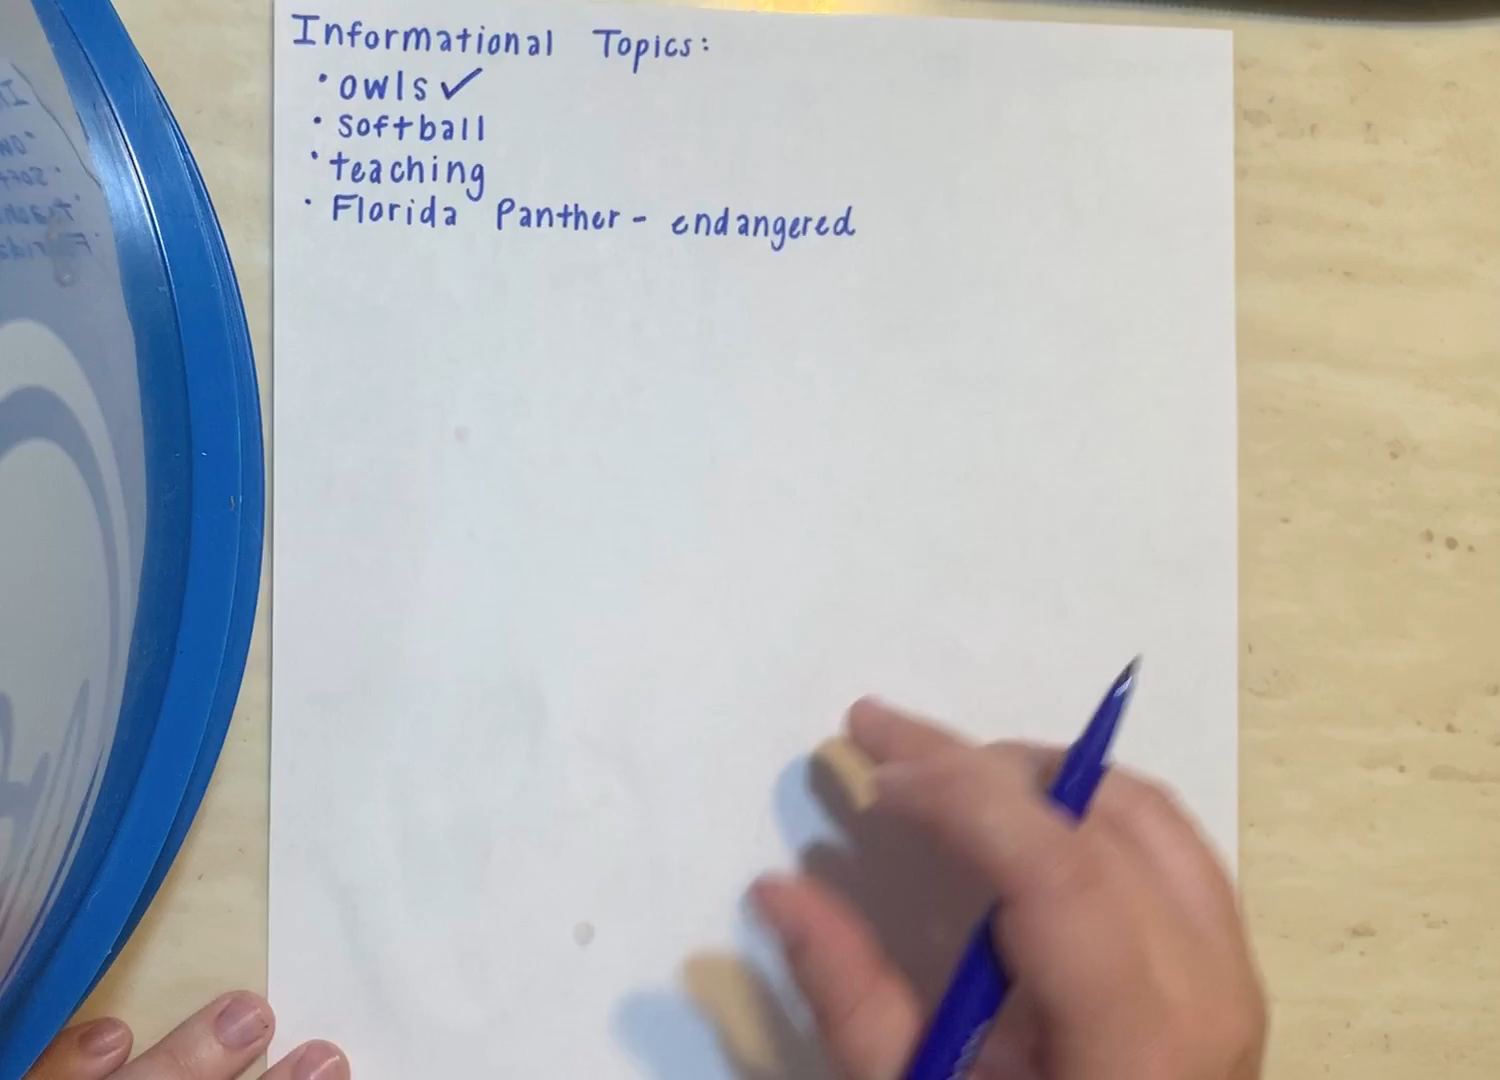 Informational Topics:
• owls ✓
• softball
• teaching
• Florida Panther - endangered